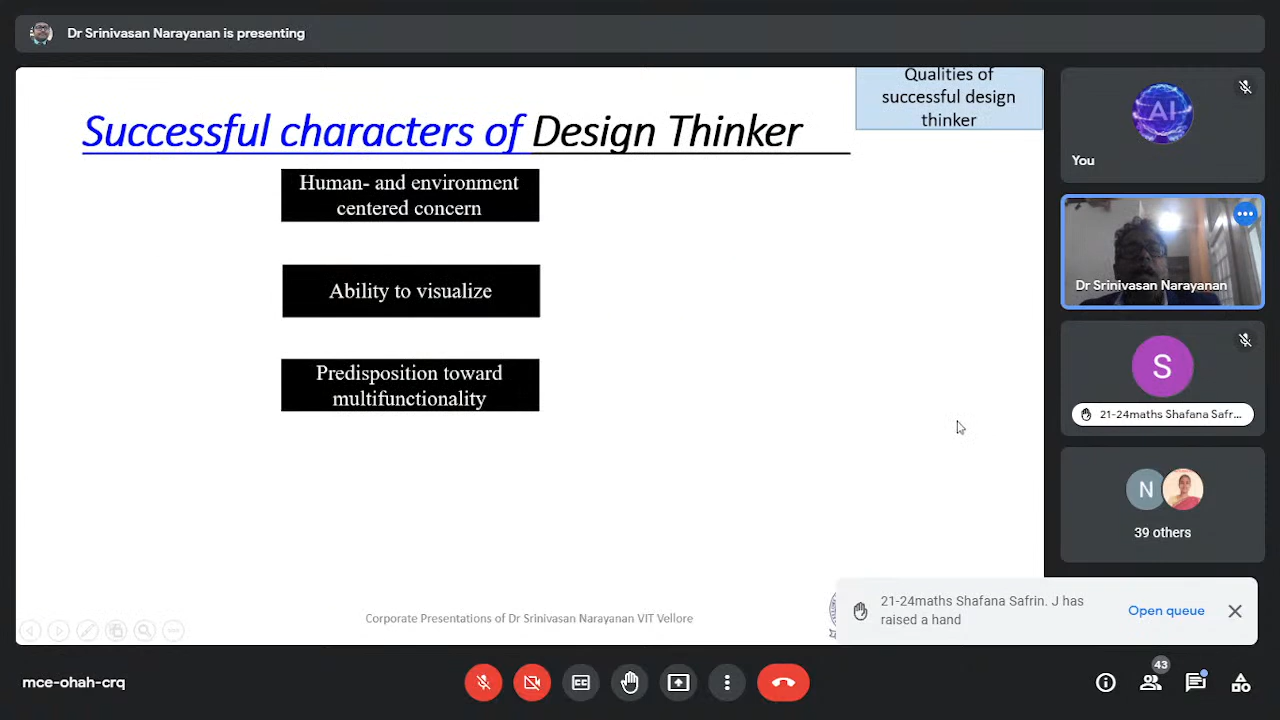 Dr Srinivasan Narayanan is presenting
Qualities of
successful design
thinker
Successful characters of Design Thinker
Human- and environment
centered concern
Ability to visualize
Predisposition toward
multifunctionality
Corporate Presentations of Dr Srinivasan Narayanan VIT Vellore
AI
You
Dr Srinivasan Narayanan
S
21-24maths Shafana Safr...
N
39 others
21-24maths Shafana Safrin. J has
raised a hand
Open queue
mce-ohah-crq
CC
43